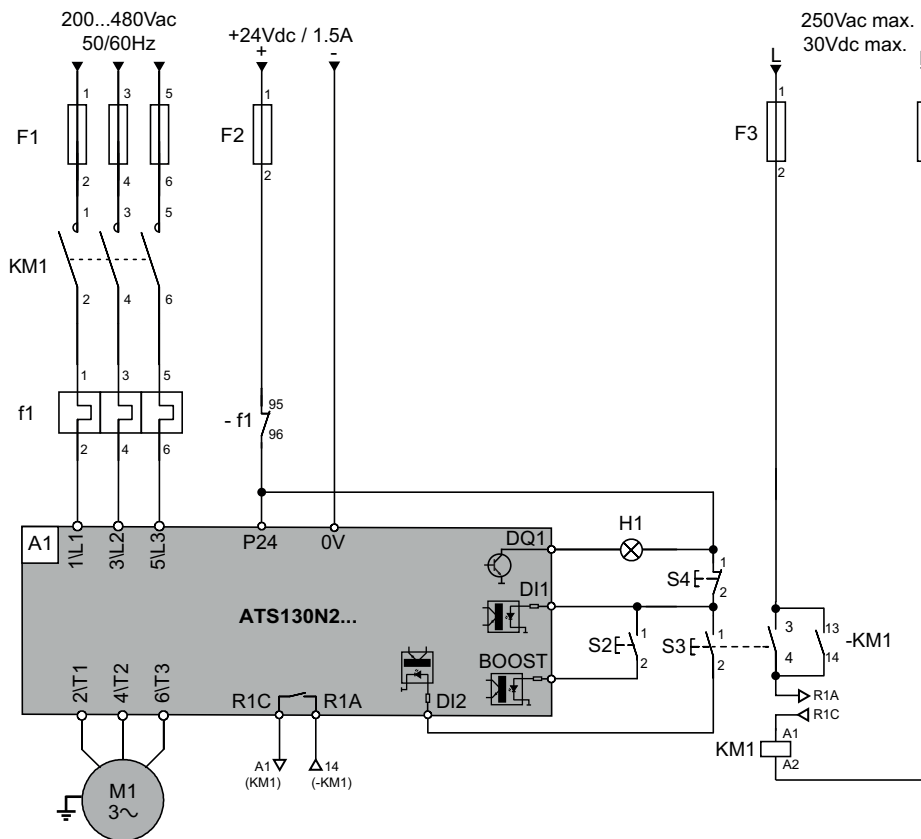 200...480Vac
50/60Hz
+24Vdc / 1.5A
+ -
250Vac max.
30Vdc max.
L
F1
1 3 5
2 4 6
F2
1
2
F3
1
2
KM1
1 3 5
2 4 6
f1
1 3 5
2 4 6
- f1
95
96
A1
1\L1
3\L2
5\L3
P24
0V
DQ1
H1
S4
1
2
DI1
ATS130N2...
S2
1
2
S3
1
2
3
4
13
14
-KM1
BOOST
2\T1
4\T2
6\T3
R1C
R1A
DI2
R1A
R1C
KM1
A1
A2
A1
(KM1)
14
(-KM1)
M1
3~